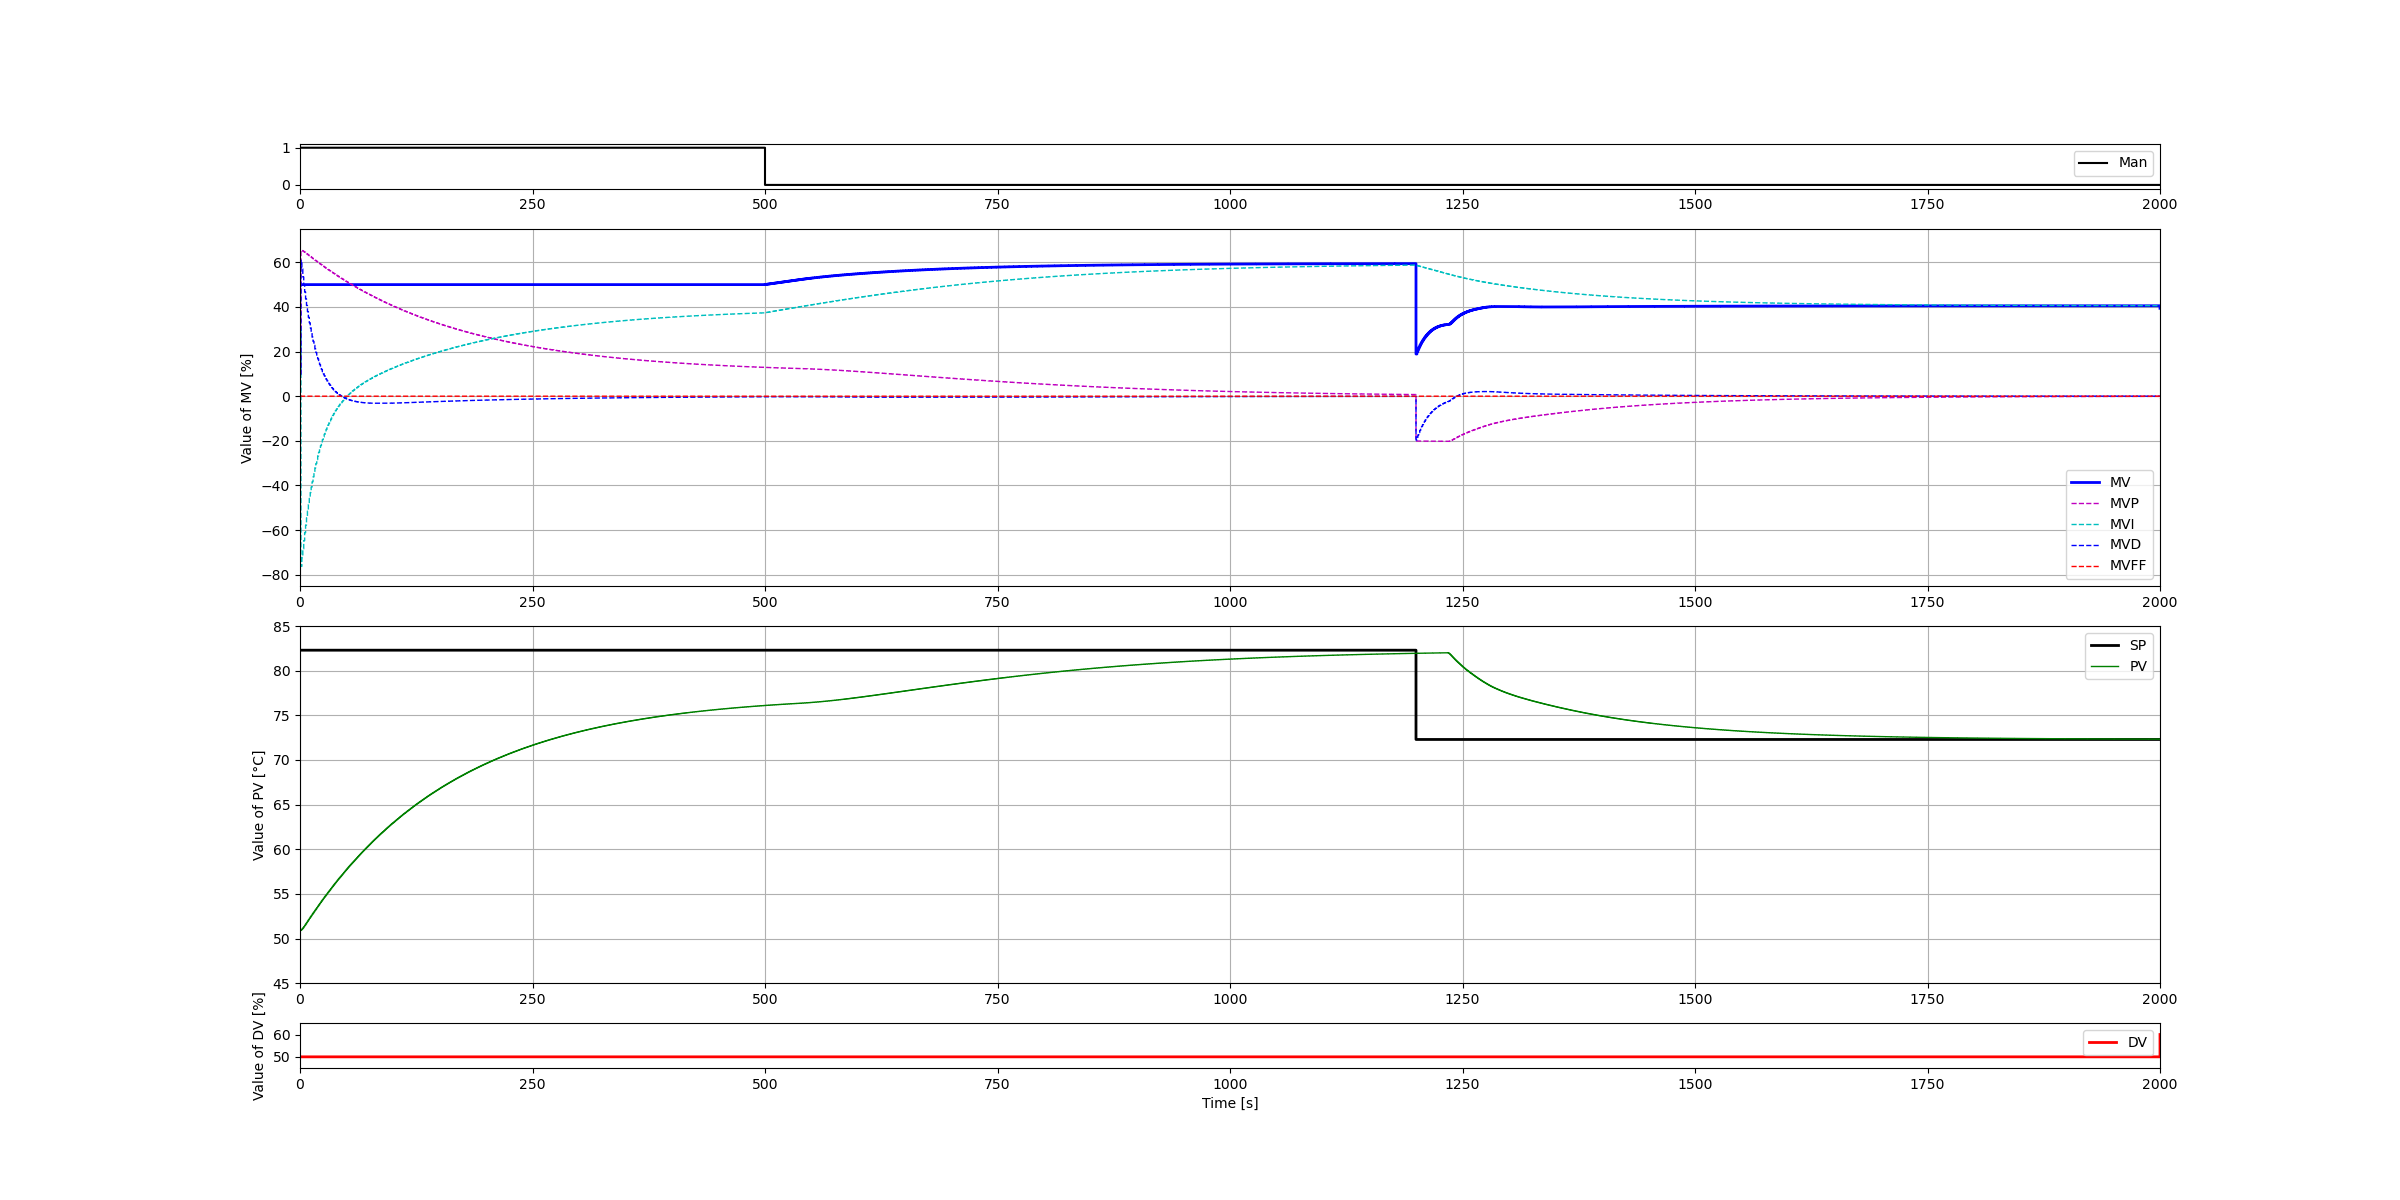 1
0
Man
0 250 500 750 1000 1250 1500 1750 2000
Value of MV [%]
60
40
20
0
−20
−40
−60
−80
MV
MVP
MVI
MVD
MVFF
0 250 500 750 1000 1250 1500 1750 2000
Value of PV [°C]
85
80
75
70
65
60
55
50
45
SP
PV
0 250 500 750 1000 1250 1500 1750 2000
Value of DV [%]
60
50
DV
0 250 500 750 1000 1250 1500 1750 2000
Time [s]